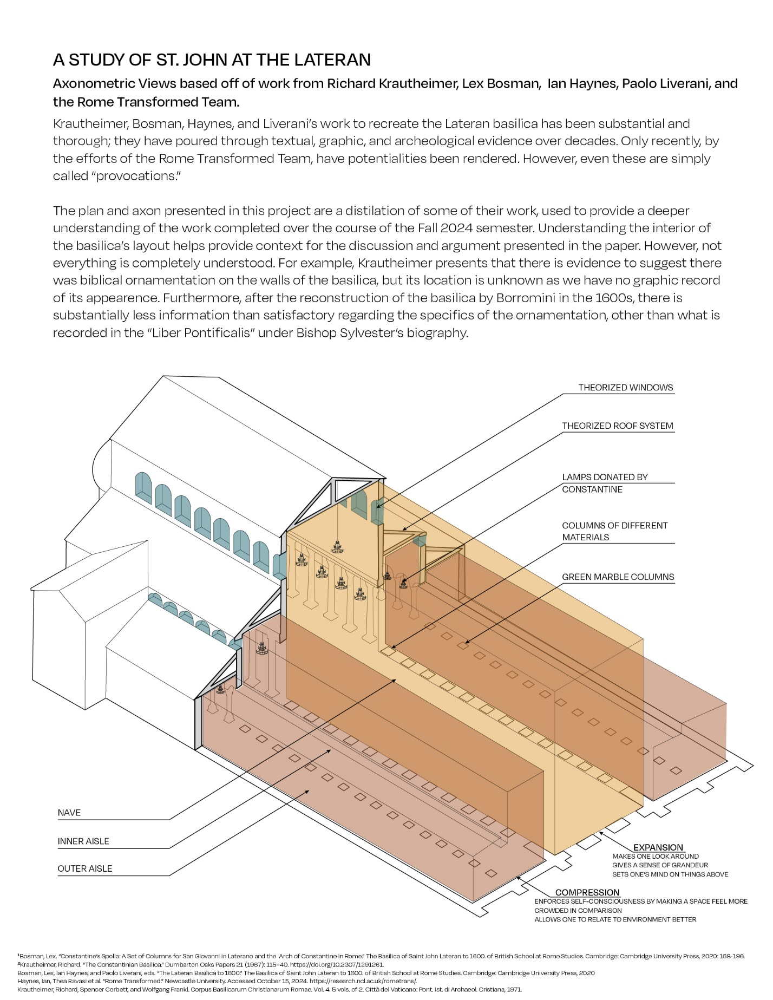 A STUDY OF ST. JOHN AT THE LATERAN
Axonometric Views based off of work from Richard Krautheimer, Lex Bosman,  Ian Haynes, Paolo Liverani, and
the Rome Transformed Team.
Krautheimer, Bosman, Haynes, and Liverani's work to recreate the Lateran basilica has been substantial and
thorough; they have poured through textual, graphic, and archeological evidence over decades. Only recently, by
the efforts of the Rome Transformed Team, have potentialities been rendered. However, even these are simply
called “provocations.”
The plan and axon presented in this project are a distilation of some of their work, used to provide a deeper
understanding of the work completed over the course of the Fall 2024 semester. Understanding the interior of
the basilica's layout helps provide context for the discussion and argument presented in the paper. However, not
everything is completely understood. For example, Krautheimer presents that there is evidence to suggest there
was biblical ornamentation on the walls of the basilica, but its location is unknown as we have no graphic record
of its appearence. Furthermore, after the reconstruction of the basilica by Borromini in the 1600s, there is
substantially less information than satisfactory regarding the specifics of the ornamentation, other than what is
recorded in the “Liber Pontificalis” under Bishop Sylvester's biography.
THEORIZED WINDOWS
THEORIZED ROOF SYSTEM
LAMPS DONATED BY
CONSTANTINE
COLUMNS OF DIFFERENT
MATERIALS
GREEN MARBLE COLUMNS
NAVE
INNER AISLE
OUTER AISLE
EXPANSION
MAKES ONE LOOK AROUND
GIVES A SENSE OF GRANDEUR
SETS ONE'S MIND ON THINGS ABOVE
COMPRESSION
ENFORCES SELF-CONSCIOUSNESS BY MAKING A SPACE FEEL MORE
CROWDED IN COMPARISON
ALLOWS ONE TO RELATE TO ENVIRONMENT BETTER
¹Bosman, Lex. “Constantine's Spolia: A Set of Columns for San Giovanni in Laterano and the  Arch of Constantine in Rome.” The Basilica of Saint John Lateran to 1600. of British School at Rome Studies. Cambridge: Cambridge University Press, 2020: 168-196.
²Krautheimer, Richard. “The Constantinian Basilica.” Dumbarton Oaks Papers 21 (1967): 115–40. https://doi.org/10.2307/1291261.
Bosman, Lex, Ian Haynes, and Paolo Liverani, eds. “The Lateran Basilica to 1600.” The Basilica of Saint John Lateran to 1600. of British School at Rome Studies. Cambridge: Cambridge University Press, 2020
Haynes, Ian, Thea Ravasi et al. “Rome Transformed.” Newcastle University. Accessed October 15, 2024. https://research.ncl.ac.uk/rometrans/.
Krautheimer, Richard, Spencer Corbett, and Wolfgang Frankl. Corpus Basilicarum Christianarum Romae. Vol. 4. 5 vols. of 2. Città del Vaticano: Pont. Ist. di Archaeol. Cristiana, 1971.